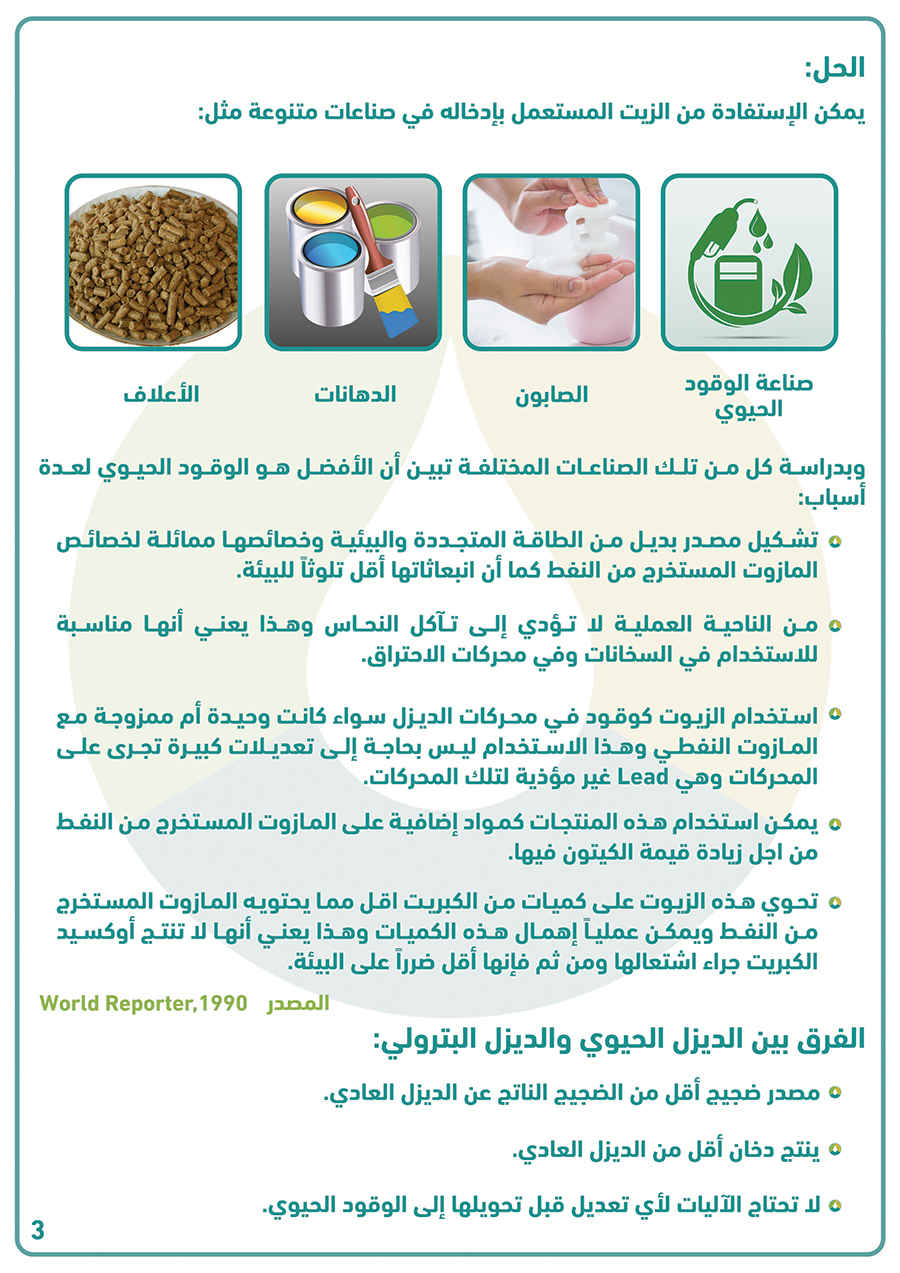 الحل:
يمكن الإستفادة من الزيت المستعمل بإدخاله في صناعات متنوعة مثل:
صناعة الوقود
الحيوي
الصابون
الدهانات
الأعلاف
وبدراسة كل من تلك الصناعات المختلفة تبين أن الأفضل هو الوقود الحيوي لعدة
أسباب:
تشكيل مصدر بديل من الطاقة المتجددة والبيئية وخصائصها مماثلة لخصائص
المازوت المستخرج من النفط كما أن انبعاثاتها أقل تلوثاً للبيئة.
من الناحية العملية لا تؤدي إلى تآكل النحاس وهذا يعني أنها مناسبة
للاستخدام في السخانات وفي محركات الاحتراق.
استخدام الزيوت كوقود في محركات الديزل سواء كانت وحيدة أم ممزوجة مع
المازوت النفطي وهذا الاستخدام ليس بحاجة إلى تعديلات كبيرة تجرى على
المحركات وهي Lead غير مؤذية لتلك المحركات.
يمكن استخدام هذه المنتجات كمواد إضافية على المازوت المستخرج من النفط
من اجل زيادة قيمة الكيتون فيها.
تحوي هذه الزيوت على كميات من الكبريت اقل مما يحتويه المازوت المستخرج
من النفط ويمكن عملياً إهمال هذه الكميات وهذا يعني أنها لا تنتج أوكسيد
الكبريت جراء اشتعالها ومن ثم فإنها أقل ضرراً على البيئة.
المصدر World Reporter,1990
الفرق بين الديزل الحيوي والديزل البترولي:
مصدر ضجيج أقل من الضجيج الناتج عن الديزل العادي.
ينتج دخان أقل من الديزل العادي.
لا تحتاج الآليات لأي تعديل قبل تحويلها إلى الوقود الحيوي.
3